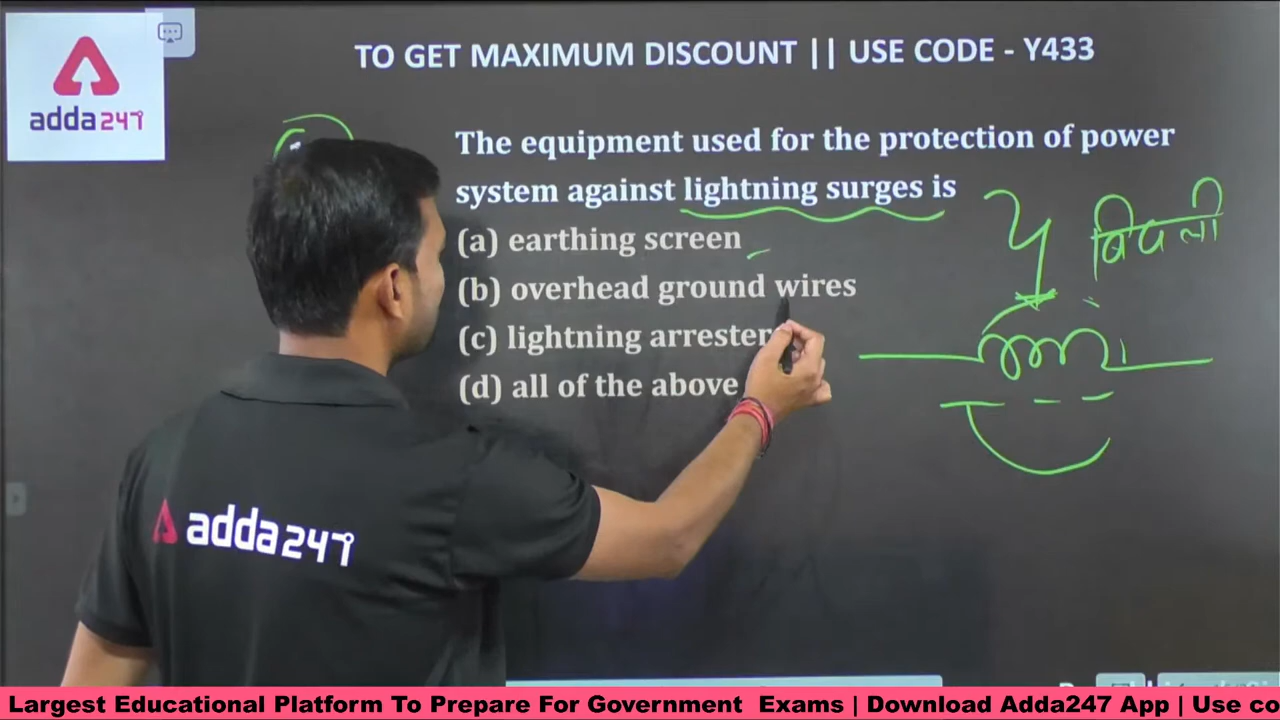 TO GET MAXIMUM DISCOUNT || USE CODE - Y433
adda247
The equipment used for the protection of power
system against lightning surges is
(a) earthing screen
(b) overhead ground wires
(c) lightning arrester
(d) all of the above
adda247
Largest Educational Platform To Prepare For Government Exams | Download Adda247 App | Use co